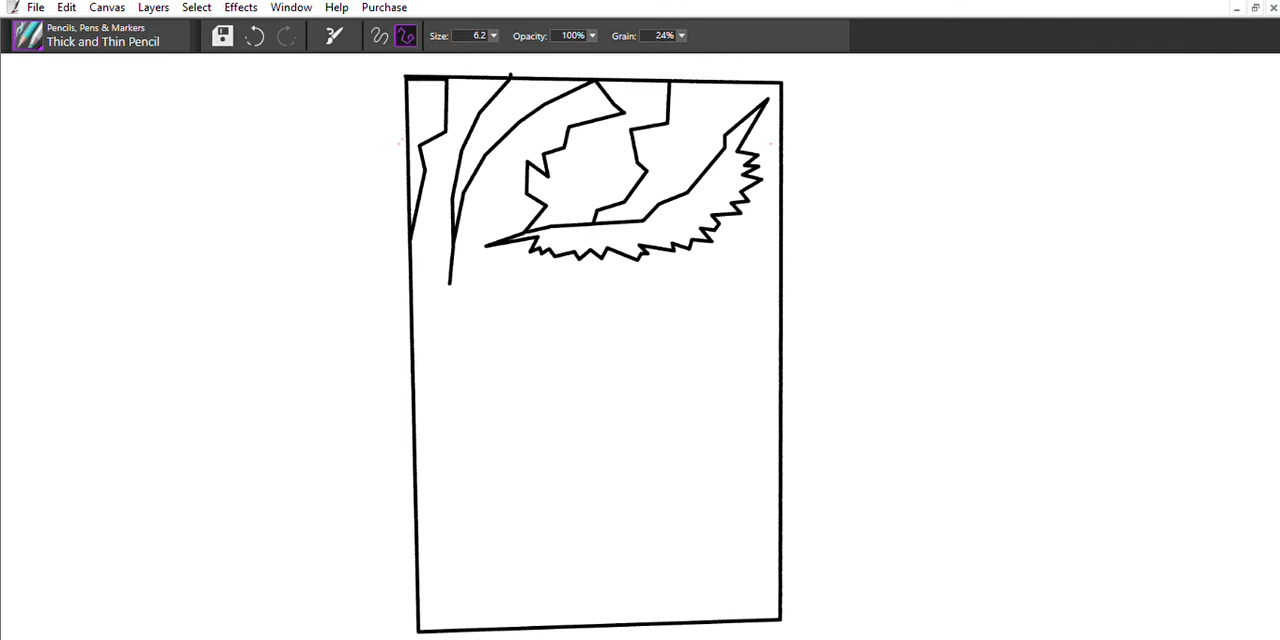 File Edit Canvas Layers Select Effects Window Help Purchase
Pencils, Pens & Markers
Thick and Thin Pencil
Size: 6.2 Opacity: 100% Grain: 24%